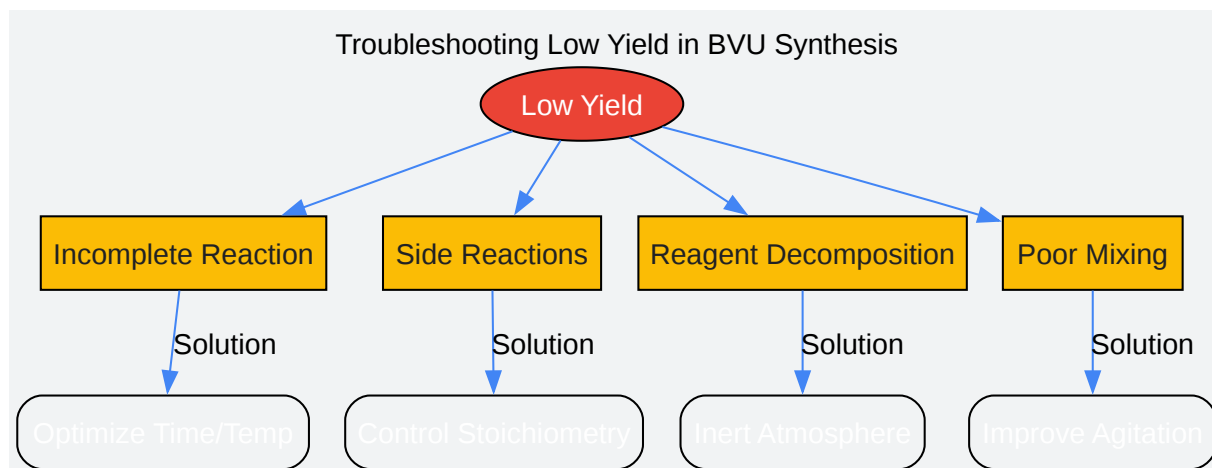 Troubleshooting Low Yield in BVU Synthesis
Low Yield
Incomplete Reaction
Side Reactions
Reagent Decomposition
Poor Mixing
Solution
Solution
Solution
Solution
Optimize Time/Temp
Control Stoichiometry
Inert Atmosphere
Improve Agitation